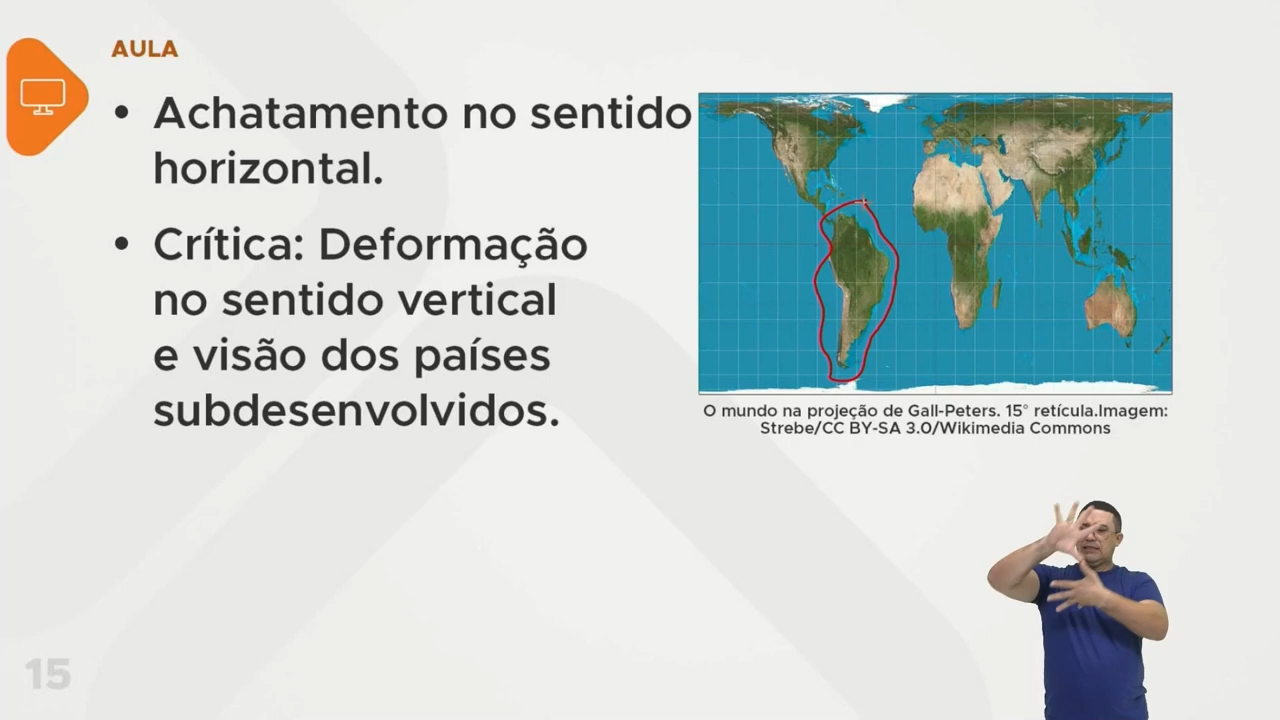 AULA
• Achatamento no sentido
horizontal.
• Crítica: Deformação
no sentido vertical
e visão dos países
subdesenvolvidos.
O mundo na projeção de Gall-Peters. 15° retícula.Imagem:
Strebe/CC BY-SA 3.0/Wikimedia Commons
15